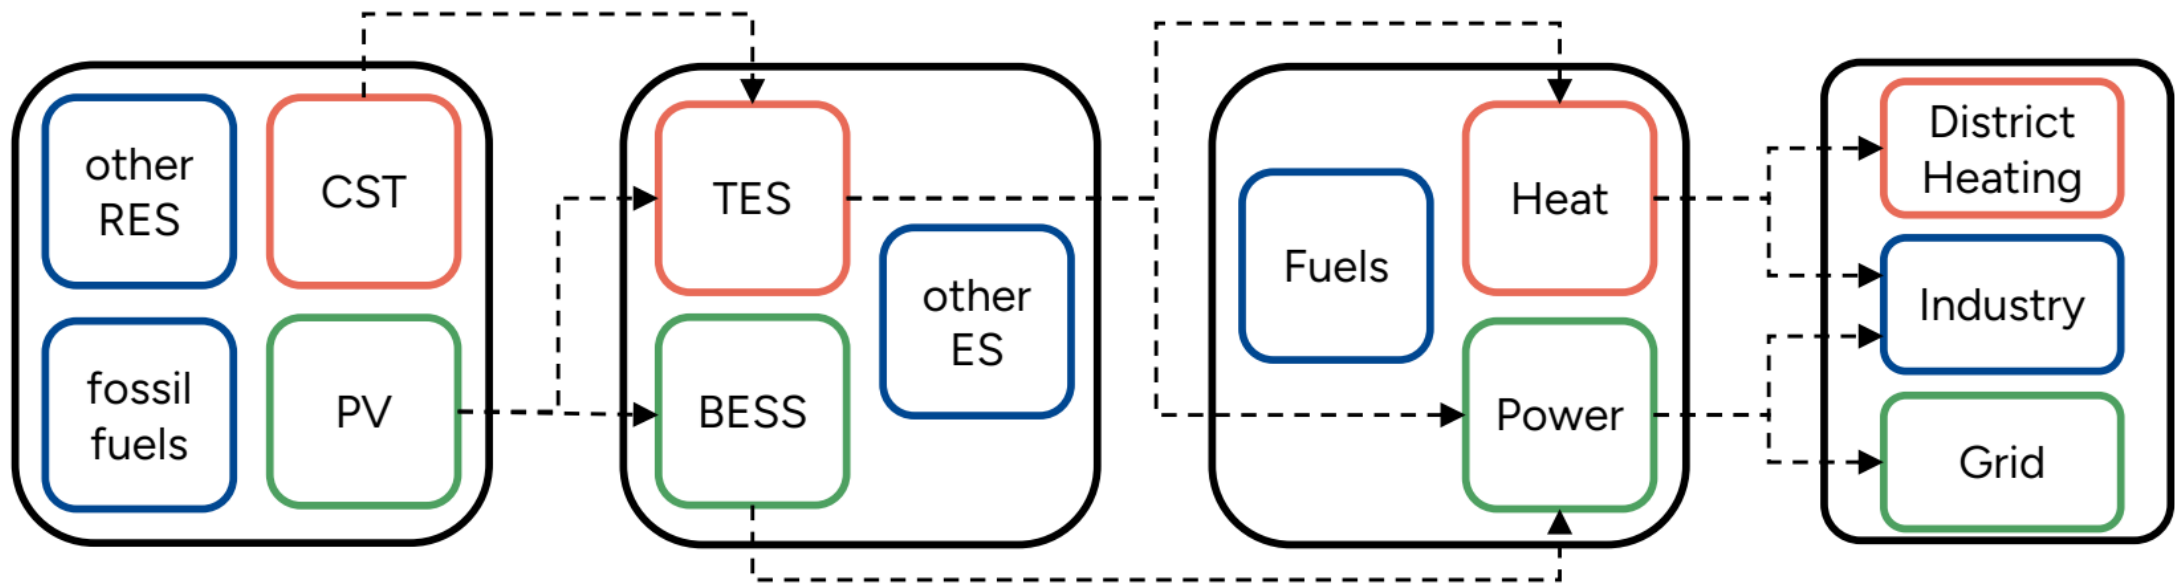 other
RES
CST
fossil
fuels
PV
TES
BESS
other
ES
Fuels
Heat
Power
District
Heating
Industry
Grid